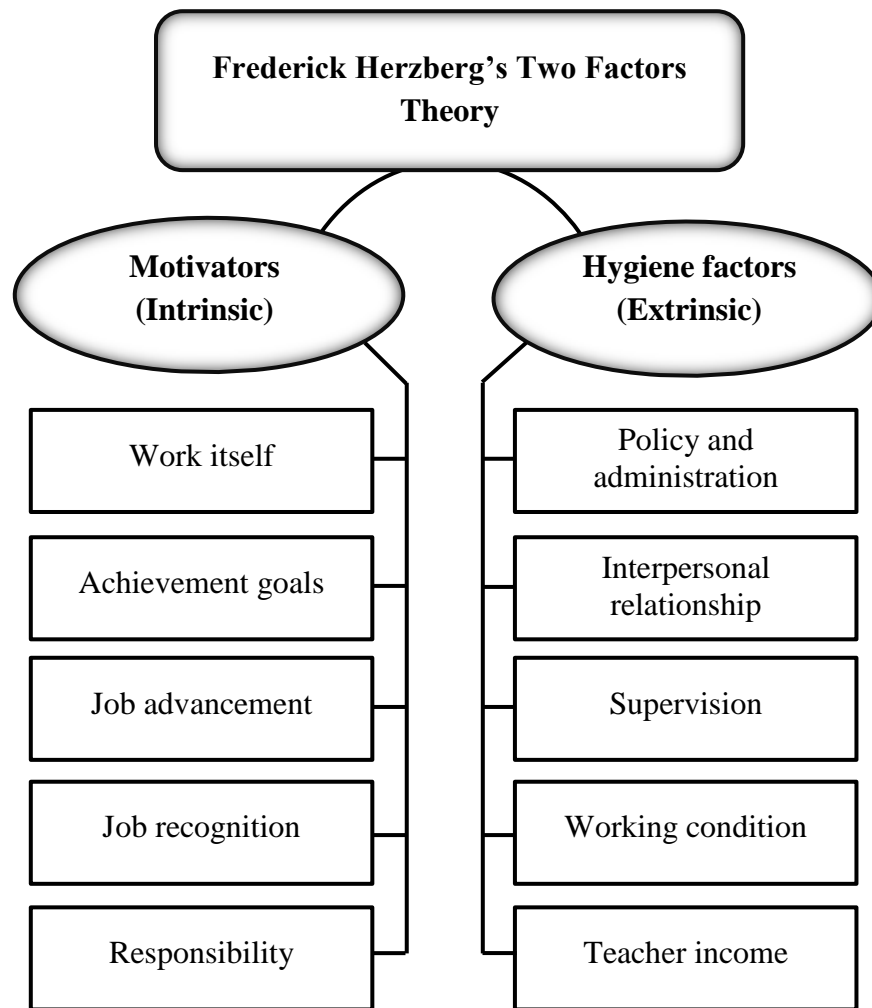 Frederick Herzberg’s Two Factors
Theory
Motivators
(Intrinsic)
Hygiene factors
(Extrinsic)
Work itself
Achievement goals
Job advancement
Job recognition
Responsibility
Policy and
administration
Interpersonal
relationship
Supervision
Working condition
Teacher income